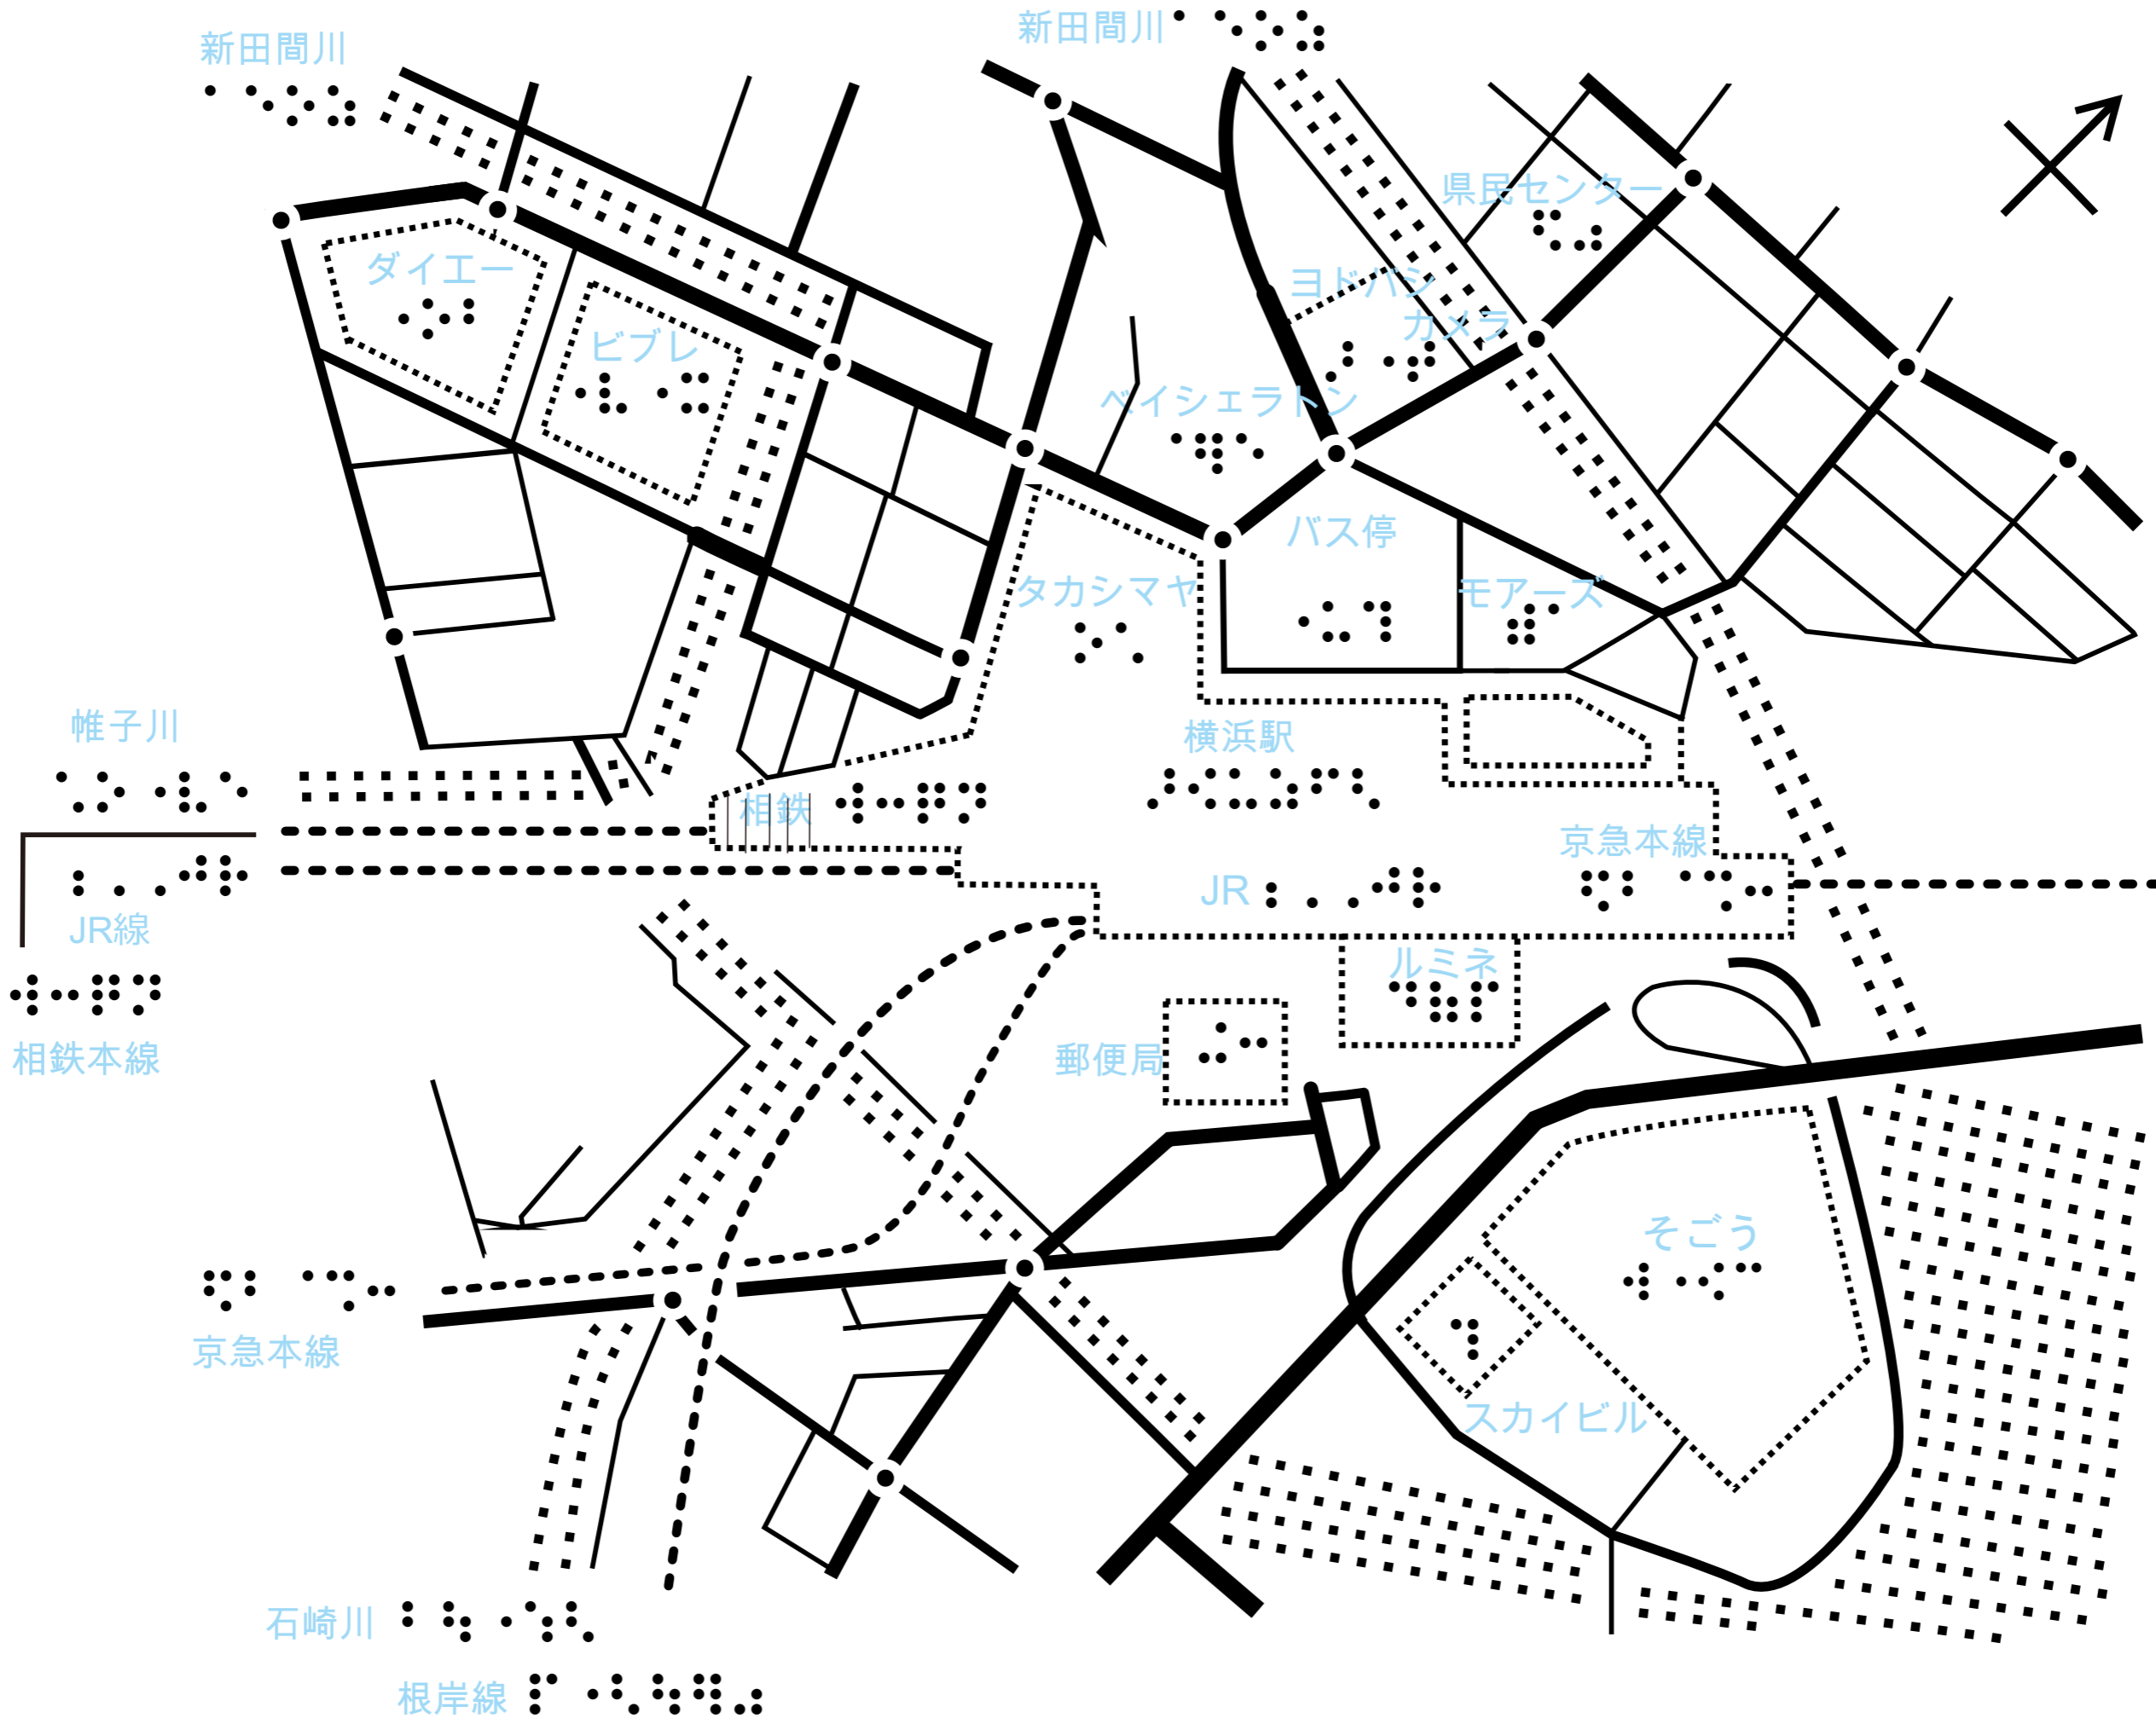 新田間川
新田間川
県民センター
ダイエー
ヨドバシ
カメラ
ビブレ
ベイシェラトン
バス停
タカシマヤ
モアーズ
帷子川
横浜駅
相鉄
京急本線
JR
JR線
ルミネ
相鉄本線
郵便局
そごう
京急本線
スカイビル
石崎川
根岸線